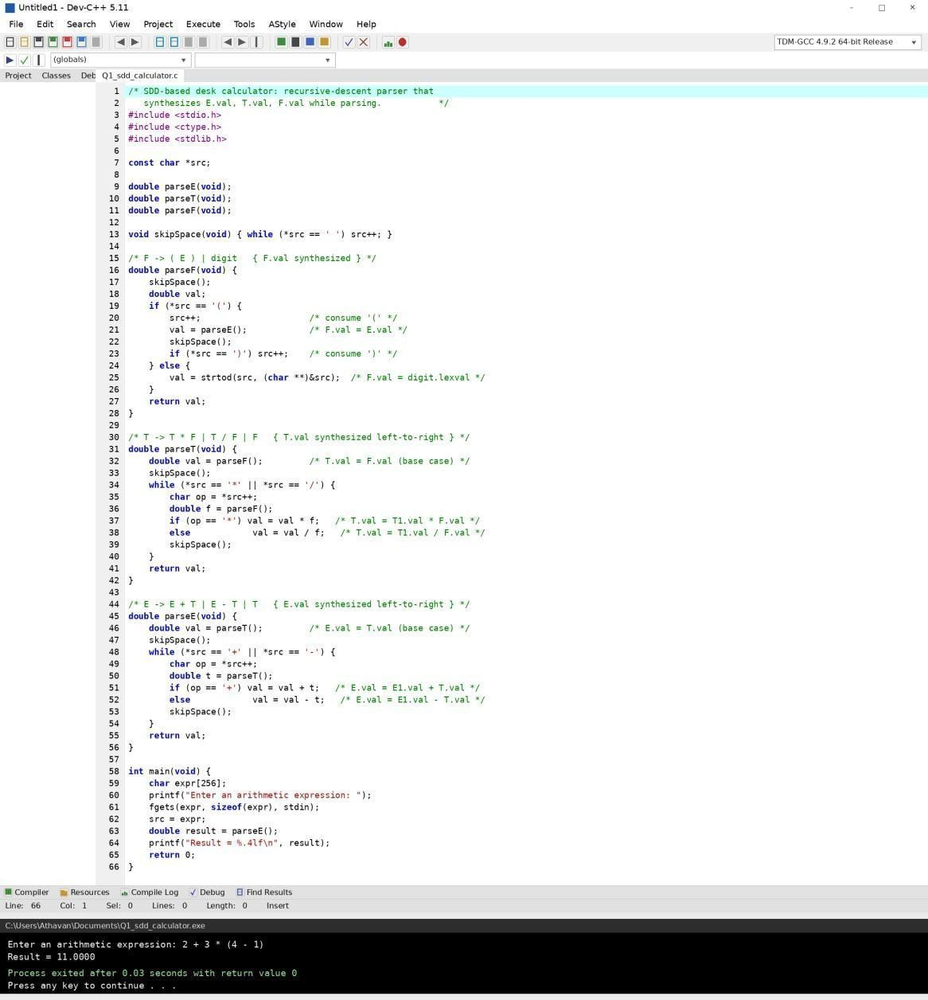 Untitled1 - Dev-C++ 5.11
File Edit Search View Project Execute Tools AStyle Window Help
TDM-GCC 4.9.2 64-bit Release
(globals)
Project Classes Deb Q1_sdd_calculator.c
1 /* SDD-based desk calculator: recursive-descent parser that
2    synthesizes E.val, T.val, F.val while parsing.           */
3 #include <stdio.h>
4 #include <ctype.h>
5 #include <stdlib.h>
6
7 const char *src;
8
9 double parseE(void);
10 double parseT(void);
11 double parseF(void);
12
13 void skipSpace(void) { while (*src == ' ') src++; }
14
15 /* F -> ( E ) | digit   { F.val synthesized } */
16 double parseF(void) {
17     skipSpace();
18     double val;
19     if (*src == '(') {
20         src++;                     /* consume '(' */
21         val = parseE();            /* F.val = E.val */
22         skipSpace();
23         if (*src == ')') src++;    /* consume ')' */
24     } else {
25         val = strtod(src, (char **)&src);  /* F.val = digit.lexval */
26     }
27     return val;
28 }
29
30 /* T -> T * F | T / F | F   { T.val synthesized left-to-right } */
31 double parseT(void) {
32     double val = parseF();         /* T.val = F.val (base case) */
33     skipSpace();
34     while (*src == '*' || *src == '/') {
35         char op = *src++;
36         double f = parseF();
37         if (op == '*') val = val * f;   /* T.val = T1.val * F.val */
38         else            val = val / f;   /* T.val = T1.val / F.val */
39         skipSpace();
40     }
41     return val;
42 }
43
44 /* E -> E + T | E - T | T   { E.val synthesized left-to-right } */
45 double parseE(void) {
46     double val = parseT();         /* E.val = T.val (base case) */
47     skipSpace();
48     while (*src == '+' || *src == '-') {
49         char op = *src++;
50         double t = parseT();
51         if (op == '+') val = val + t;   /* E.val = E1.val + T.val */
52         else            val = val - t;   /* E.val = E1.val - T.val */
53         skipSpace();
54     }
55     return val;
56 }
57
58 int main(void) {
59     char expr[256];
60     printf("Enter an arithmetic expression: ");
61     fgets(expr, sizeof(expr), stdin);
62     src = expr;
63     double result = parseE();
64     printf("Result = %.4lf\n", result);
65     return 0;
66 }
Compiler Resources Compile Log Debug Find Results
Line: 66 Col: 1 Sel: 0 Lines: 0 Length: 0 Insert
C:\Users\Athavan\Documents\Q1_sdd_calculator.exe
Enter an arithmetic expression: 2 + 3 * (4 - 1)
Result = 11.0000
Process exited after 0.03 seconds with return value 0
Press any key to continue . . .